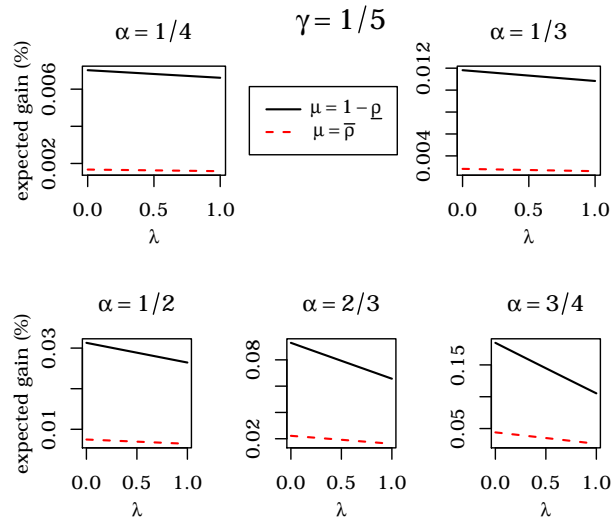 γ = 1/5
α = 1/4
expected gain (%)
0.006
0.002
0.0 0.5 1.0
λ
μ = 1 − ρ
μ = ρ
α = 1/3
0.012
0.004
0.0 0.5 1.0
λ
α = 1/2
expected gain (%)
0.03
0.01
0.0 0.5 1.0
λ
α = 2/3
0.08
0.02
0.0 0.5 1.0
λ
α = 3/4
0.15
0.05
0.0 0.5 1.0
λ